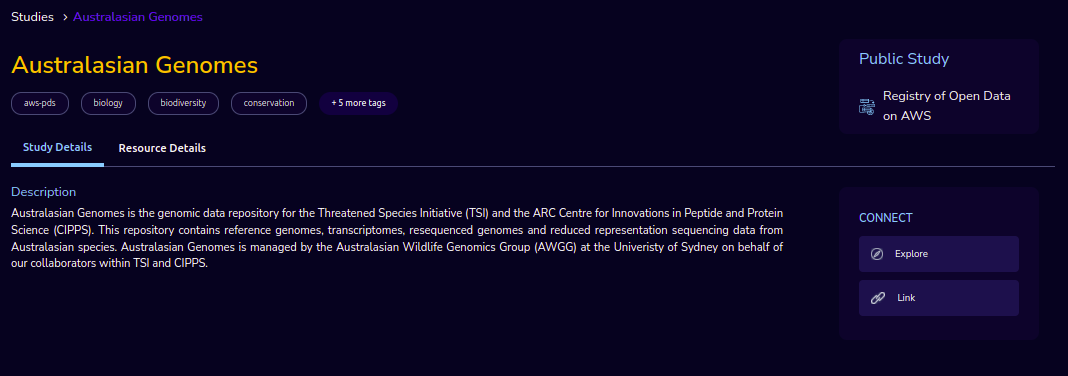 Studies > Australasian Genomes
Australasian Genomes
aws-pds
biology
biodiversity
conservation
+ 5 more tags
Study Details
Resource Details
Description
Australasian Genomes is the genomic data repository for the Threatened Species Initiative (TSI) and the ARC Centre for Innovations in Peptide and Protein
Science (CIPPS). This repository contains reference genomes, transcriptomes, resequenced genomes and reduced representation sequencing data from
Australasian species. Australasian Genomes is managed by the Australasian Wildlife Genomics Group (AWGG) at the Univeristy of Sydney on behalf of
our collaborators within TSI and CIPPS.
Public Study
Registry of Open Data
on AWS
CONNECT
Explore
Link